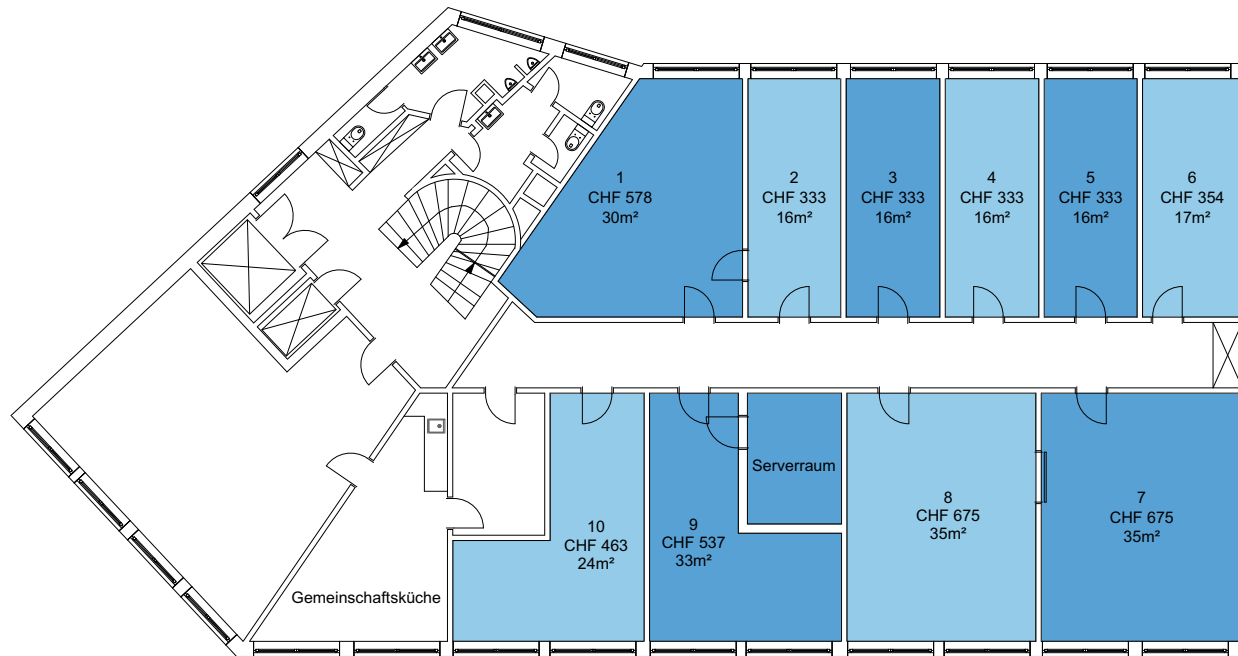 1
CHF 578
30m²
2
CHF 333
16m²
3
CHF 333
16m²
4
CHF 333
16m²
5
CHF 333
16m²
6
CHF 354
17m²
Serverraum
10
CHF 463
24m²
9
CHF 537
33m²
8
CHF 675
35m²
7
CHF 675
35m²
Gemeinschaftsküche